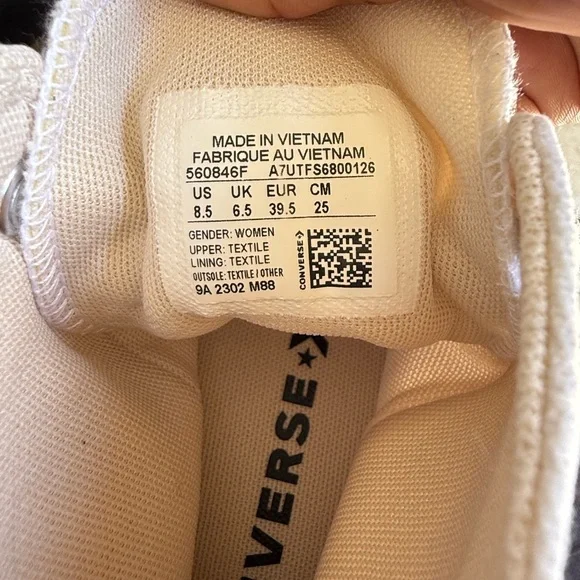 MADE IN VIETNAM
FABRIQUE AU VIETNAM
560846F A7UTFS6800126
US UK EUR CM
8.5 6.5 39.5 25
GENDER: WOMEN
UPPER: TEXTILE
LINING: TEXTILE
OUTSOLE: TEXTILE / OTHER
9A 2302 M88
CONVERSE
NVERSE